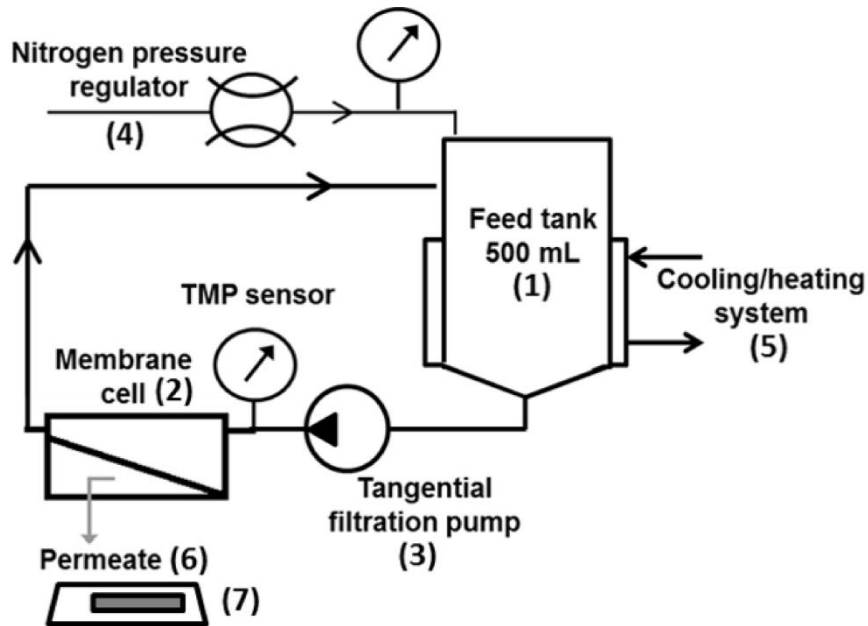 Nitrogen pressure
regulator
(4)
Feed tank
500 mL
(1)
TMP sensor
Cooling/heating
system
(5)
Membrane
cell (2)
Tangential
filtration pump
(3)
Permeate (6)
(7)